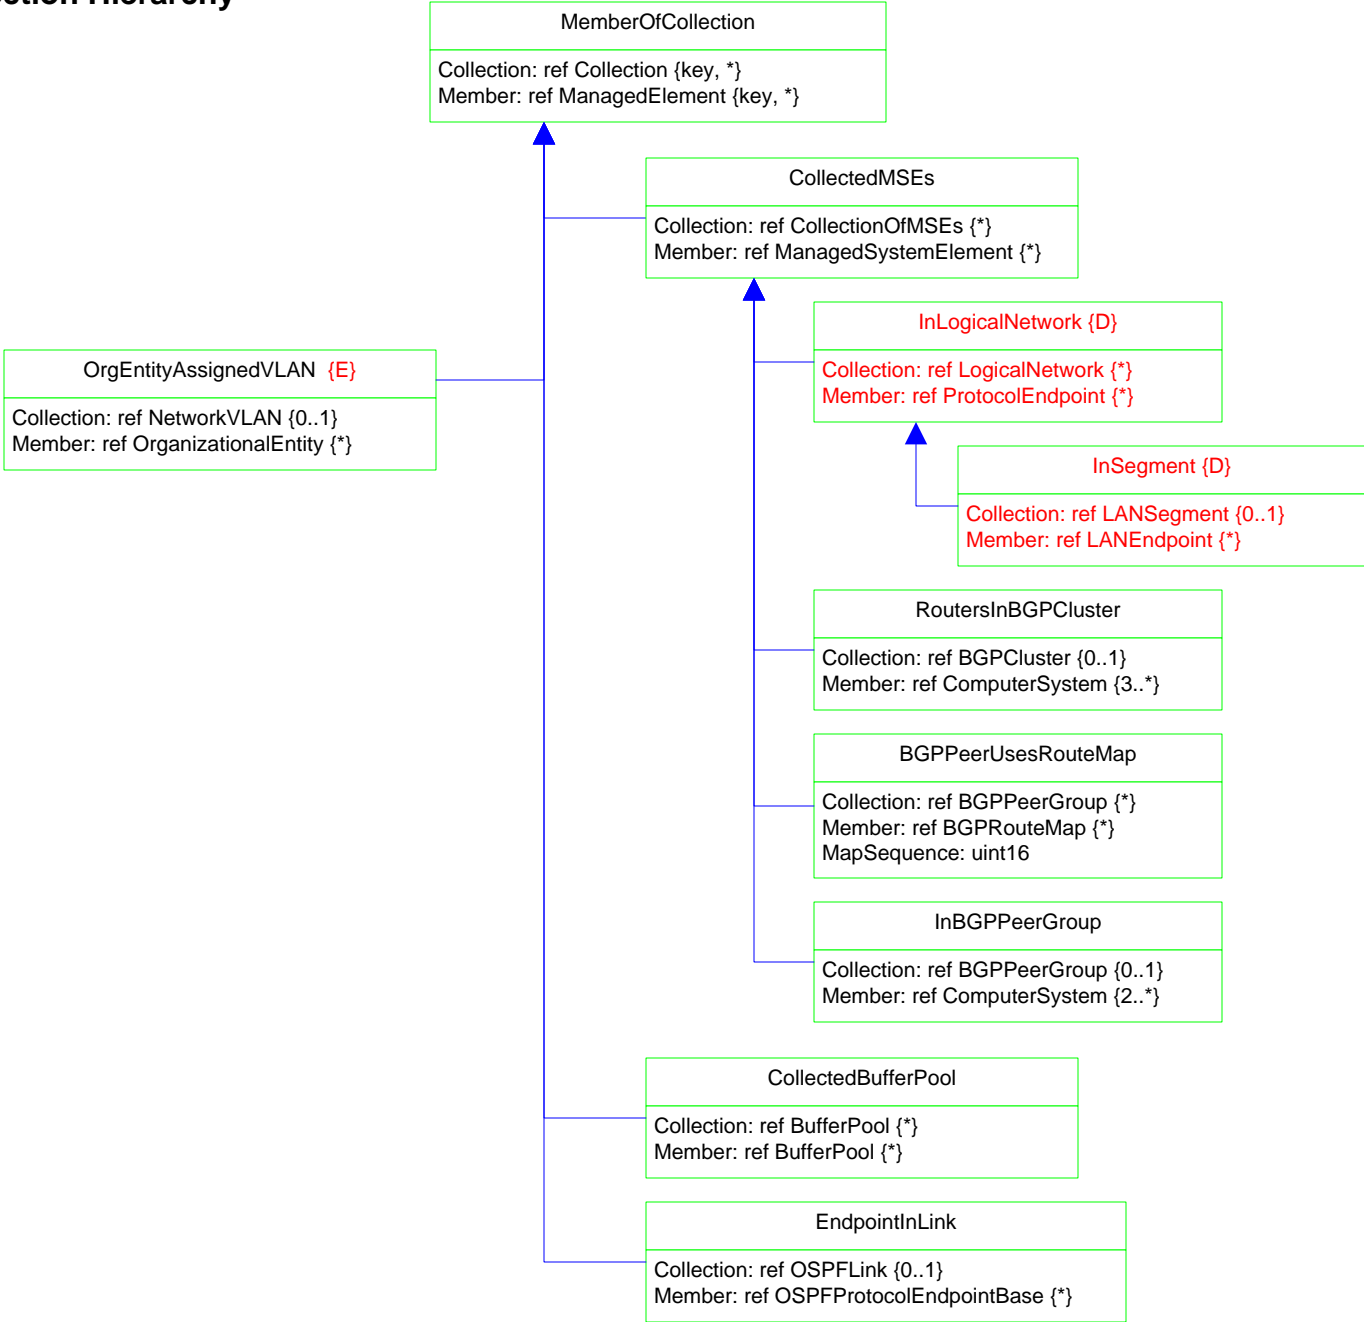 Hierarchy
MemberOfCollection
Collection: ref Collection {key, *}
Member: ref ManagedElement {key, *}
CollectedMSEs
Collection: ref CollectionOfMSEs {*}
Member: ref ManagedSystemElement {*}
InLogicalNetwork {D}
Collection: ref LogicalNetwork {*}
Member: ref ProtocolEndpoint {*}
OrgEntityAssignedVLAN {E}
Collection: ref NetworkVLAN {0..1}
Member: ref OrganizationalEntity {*}
InSegment {D}
Collection: ref LANSegment {0..1}
Member: ref LANEndpoint {*}
RoutersInBGPCluster
Collection: ref BGPCluster {0..1}
Member: ref ComputerSystem {3..*}
BGPPeerUsesRouteMap
Collection: ref BGPPeerGroup {*}
Member: ref BGPRouteMap {*}
MapSequence: uint16
InBGPPeerGroup
Collection: ref BGPPeerGroup {0..1}
Member: ref ComputerSystem {2..*}
CollectedBufferPool
Collection: ref BufferPool {*}
Member: ref BufferPool {*}
EndpointInLink
Collection: ref OSPFLink {0..1}
Member: ref OSPFProtocolEndpointBase {*}